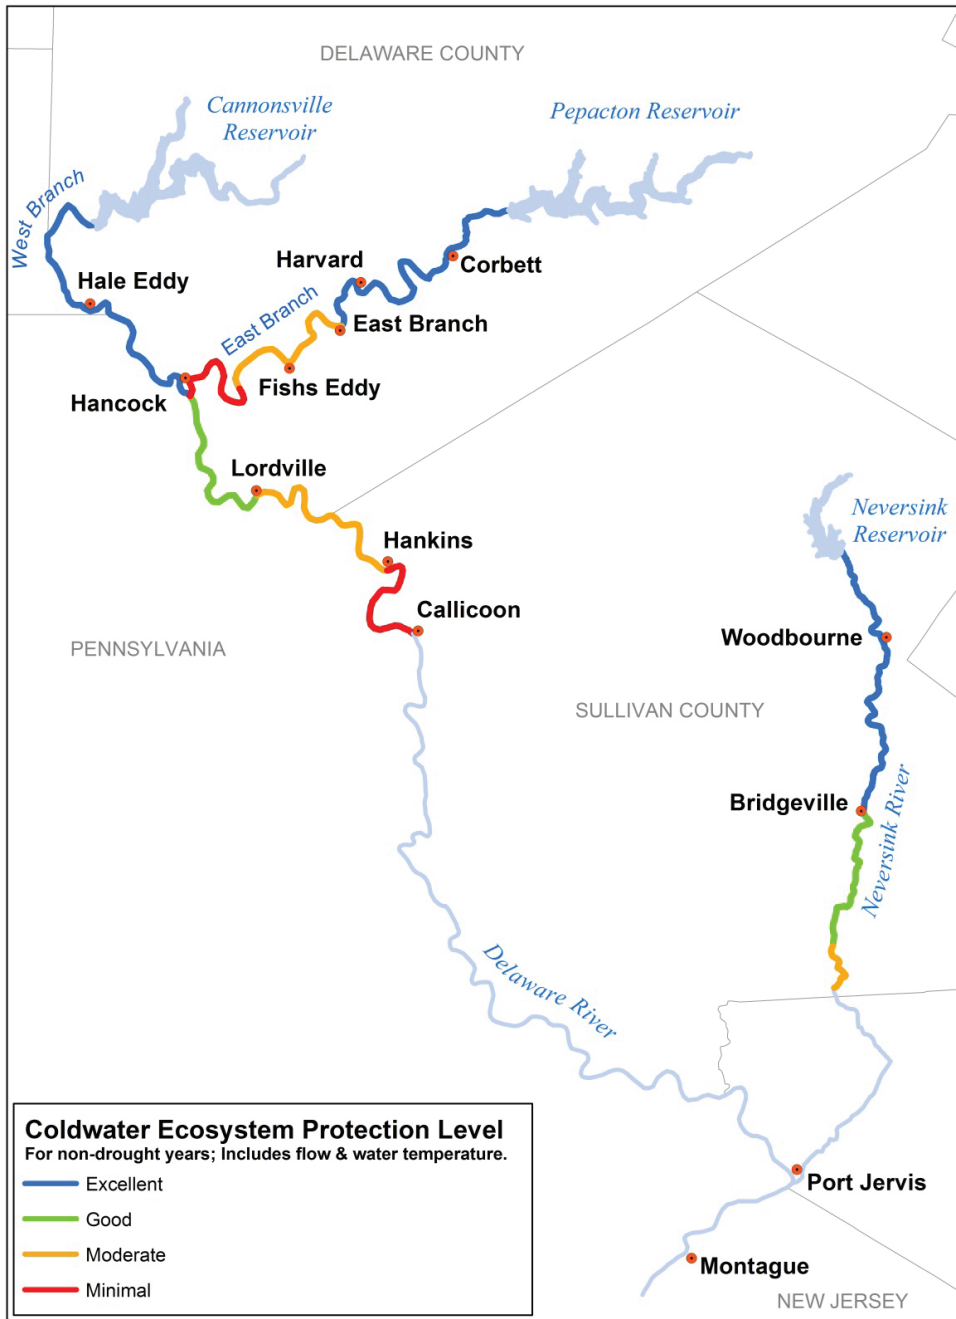 DELAWARE COUNTY
Cannonsville
Reservoir
Pepacton Reservoir
West Branch
Harvard
Corbett
Hale Eddy
East Branch
East Branch
Fishs Eddy
Hancock
Lordville
Neversink
Reservoir
Hankins
Callicoon
Woodbourne
PENNSYLVANIA
SULLIVAN COUNTY
Bridgeville
Neversink River
Delaware River
Coldwater Ecosystem Protection Level
For non-drought years; Includes flow & water temperature.
Excellent
Good
Moderate
Minimal
Port Jervis
Montague
NEW JERSEY